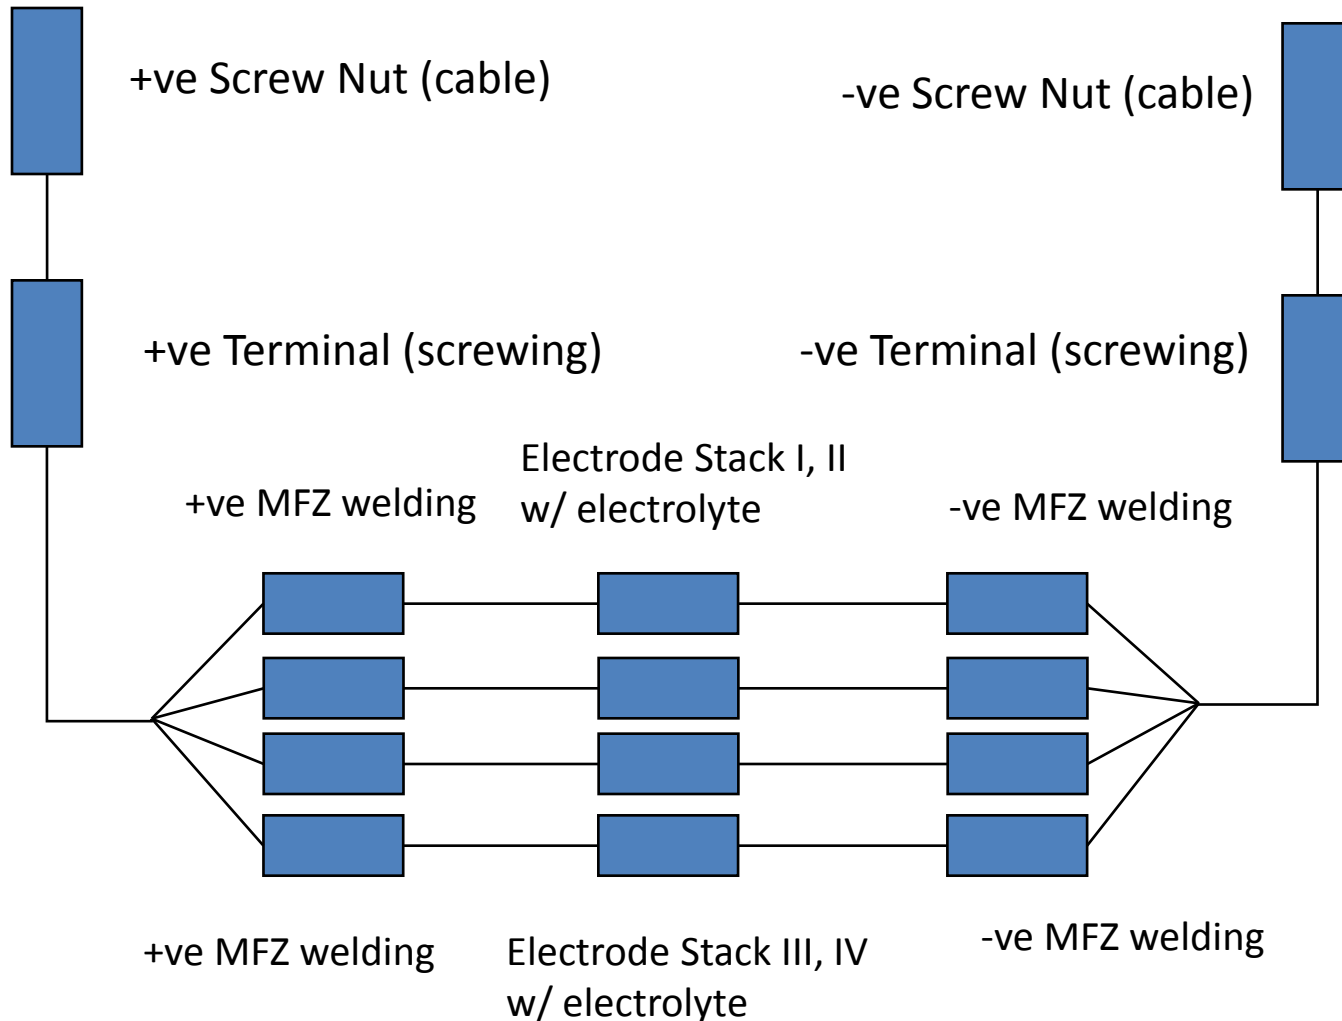 +ve Screw Nut (cable)
-ve Screw Nut (cable)
+ve Terminal (screwing)
-ve Terminal (screwing)
Electrode Stack I, II
w/ electrolyte
+ve MFZ welding
-ve MFZ welding
+ve MFZ welding
Electrode Stack III, IV
w/ electrolyte
-ve MFZ welding